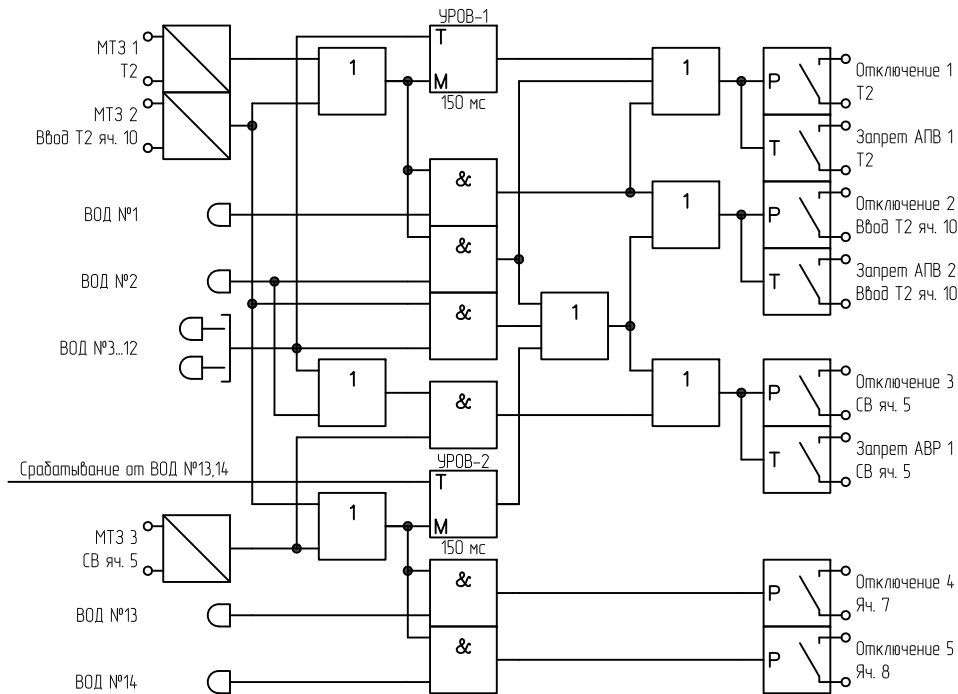 УРОВ-1
МТЗ 1
Т2
1
Т
М
150 мс
1
Р
Отключение 1
Т2
МТЗ 2
Ввод Т2 яч. 10
Т
Запрет АПВ 1
Т2
&
ВОД №1
1
Р
Отключение 2
Ввод Т2 яч. 10
&
ВОД №2
Т
Запрет АПВ 2
Ввод Т2 яч. 10
&
1
ВОД №3...12
1
&
1
Р
Отключение 3
СВ яч. 5
Т
Запрет АВР 1
СВ яч. 5
Срабатывание от ВОД №13,14
УРОВ-2
Т
М
150 мс
МТЗ 3
СВ яч. 5
1
&
Р
Отключение 4
Яч. 7
ВОД №13
&
Р
Отключение 5
Яч. 8
ВОД №14